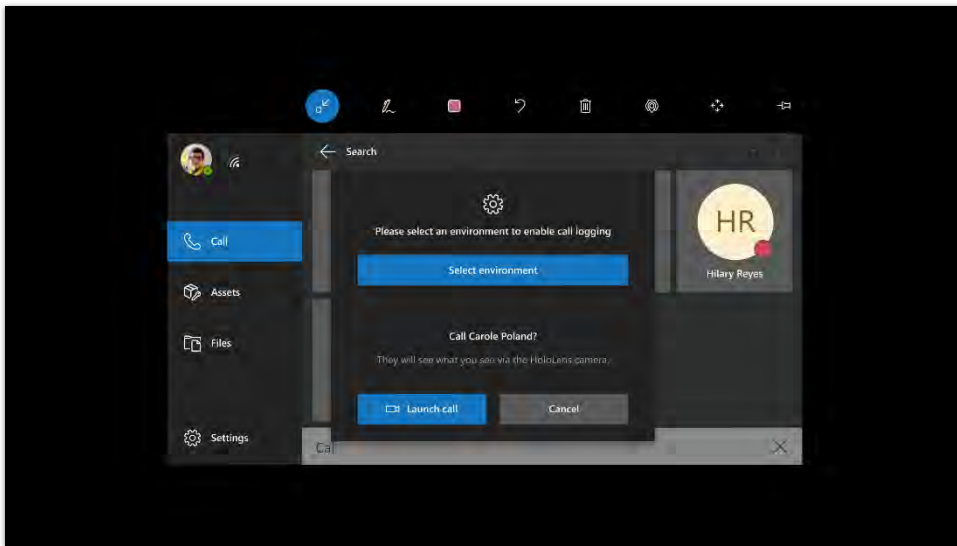 Search
Please select an environment to enable call logging
Call
Select environment
HR
Hilary Reyes
Assets
Call Carole Poland?
Files
They will see what you see via the HoloLens camera.
Launch call
Cancel
Settings
Cal